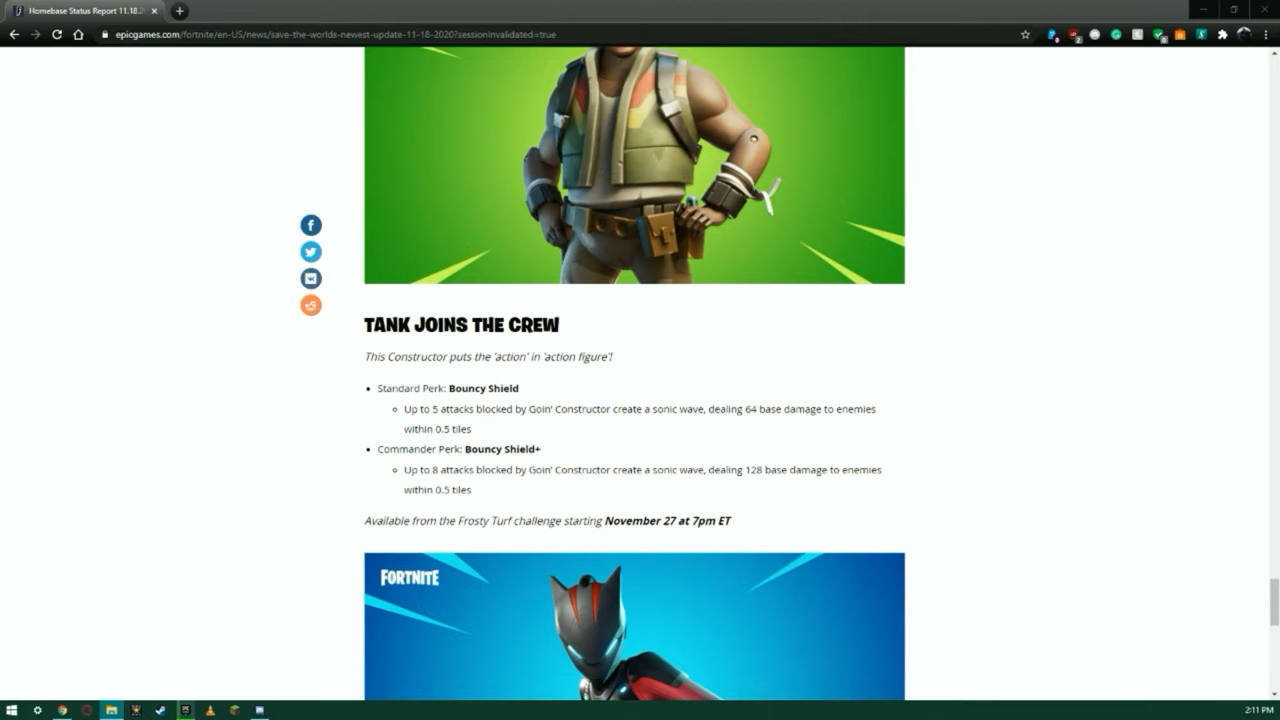 Homebase Status Report 11.18.2
epicgames.com/fortnite/en-US/news/save-the-worlds-newest-update-11-18-2020?sessionInvalidated=true
TANK JOINS THE CREW
This Constructor puts the 'action' in 'action figure'!
• Standard Perk: Bouncy Shield
Up to 5 attacks blocked by Goin' Constructor create a sonic wave, dealing 64 base damage to enemies
within 0.5 tiles
• Commander Perk: Bouncy Shield+
Up to 8 attacks blocked by Goin' Constructor create a sonic wave, dealing 128 base damage to enemies
within 0.5 tiles
Available from the Frosty Turf challenge starting November 27 at 7pm ET
FORTNITE
2:11 PM